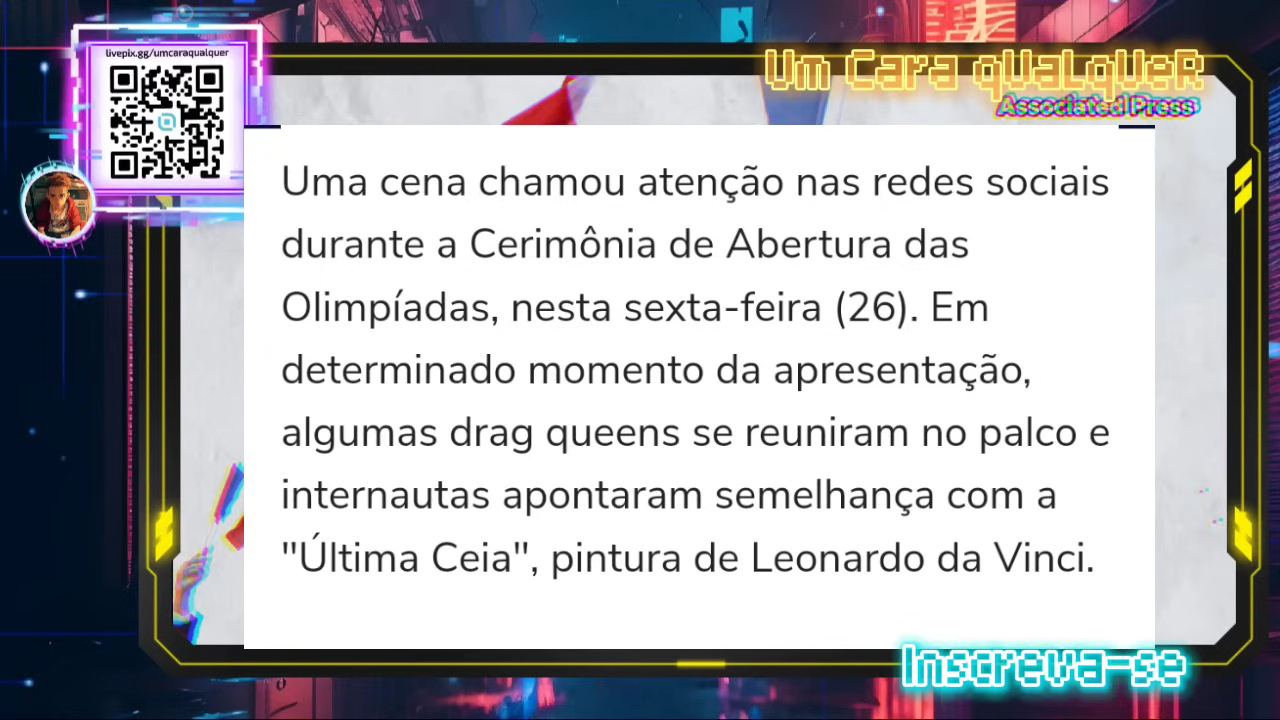 livepix.gg/umcaraqualquer
Um Cara qUaLqUeR
Associated Press
Uma cena chamou atenção nas redes sociais
durante a Cerimônia de Abertura das
Olimpíadas, nesta sexta-feira (26). Em
determinado momento da apresentação,
algumas drag queens se reuniram no palco e
internautas apontaram semelhança com a
"Última Ceia", pintura de Leonardo da Vinci.
Inscreva-se